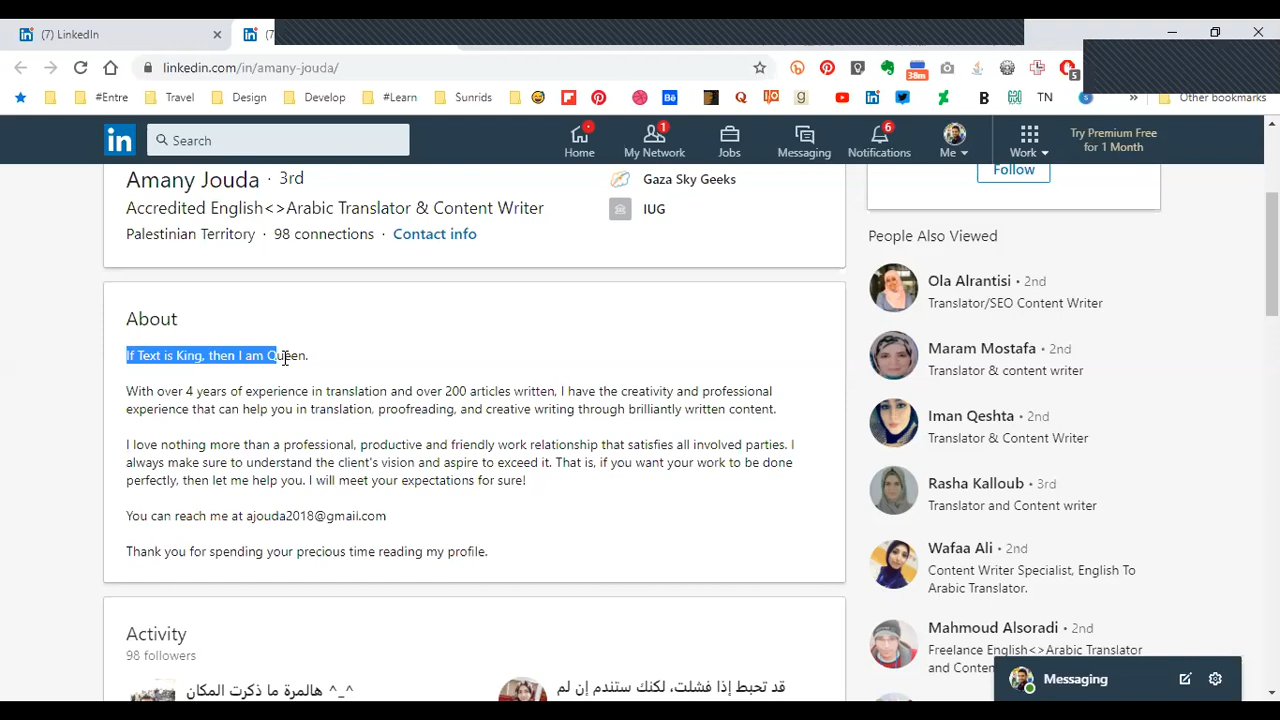 (7) LinkedIn
(7
linkedin.com/in/amany-jouda/
38m
5
#Entre
Travel
Design
Develop
#Learn
Sunrids
TN
Other bookmarks
Search
Home
1
My Network
Jobs
Messaging
6
Notifications
Me
Work
Try Premium Free
for 1 Month
Amany Jouda · 3rd
Accredited English<>Arabic Translator & Content Writer
Palestinian Territory · 98 connections · Contact info
Gaza Sky Geeks
IUG
Follow
About
If Text is King, then I am Queen.
With over 4 years of experience in translation and over 200 articles written, I have the creativity and professional
experience that can help you in translation, proofreading, and creative writing through brilliantly written content.
I love nothing more than a professional, productive and friendly work relationship that satisfies all involved parties. I
always make sure to understand the client's vision and aspire to exceed it. That is, if you want your work to be done
perfectly, then let me help you. I will meet your expectations for sure!
You can reach me at ajouda2018@gmail.com
Thank you for spending your precious time reading my profile.
Activity
98 followers
هالمرة ما ذكرت المكان ^_^
قد تحبط إذا فشلت، لكنك ستندم إن لم
People Also Viewed
Ola Alrantisi • 2nd
Translator/SEO Content Writer
Maram Mostafa • 2nd
Translator & content writer
Iman Qeshta • 2nd
Translator & Content Writer
Rasha Kalloub • 3rd
Translator and Content writer
Wafaa Ali • 2nd
Content Writer Specialist, English To
Arabic Translator.
Mahmoud Alsoradi • 2nd
Freelance English<>Arabic Translator
and Conten
Messaging